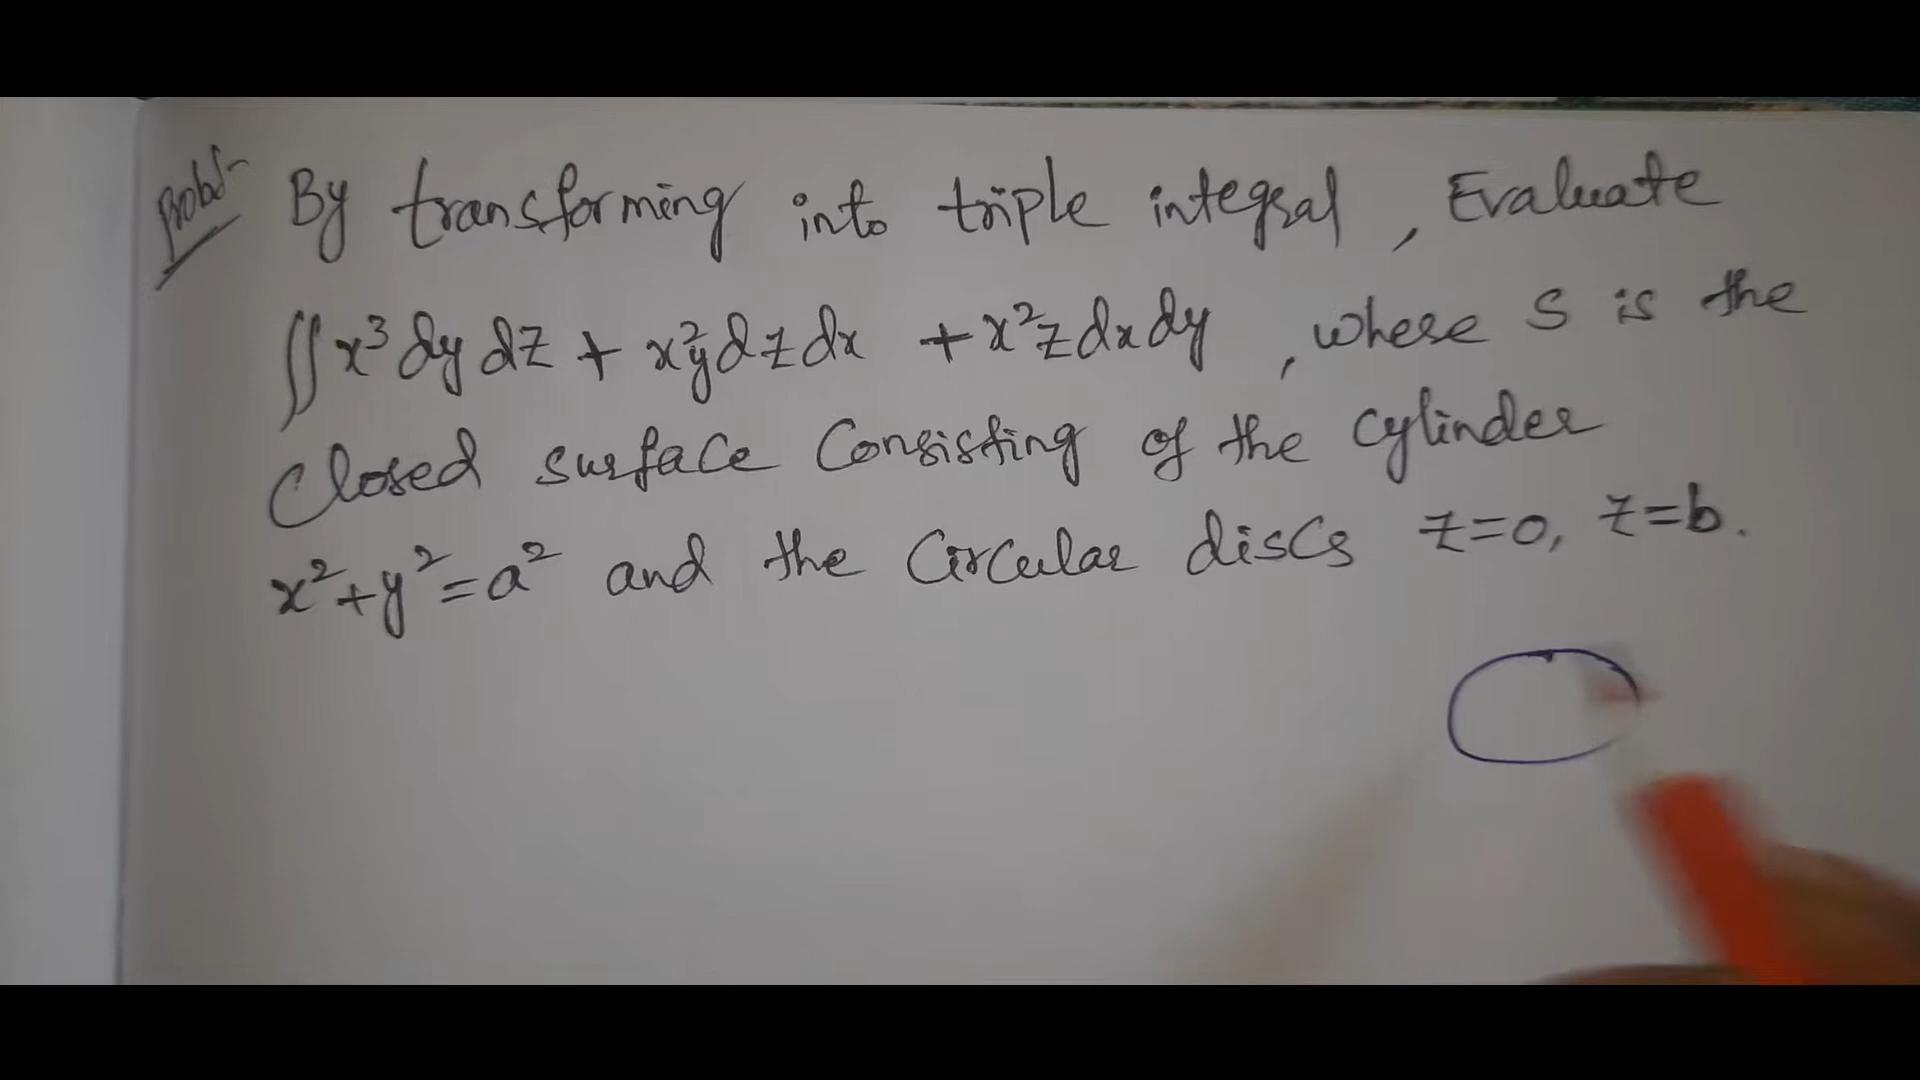 Prob:-
By transforming into triple integral, Evaluate
∬ x³ dy dz + x²y dz dx + x²z dx dy, where S is the
Closed surface Consisting of the Cylinder
x²+y²=a² and the Circular discs z=0, z=b.